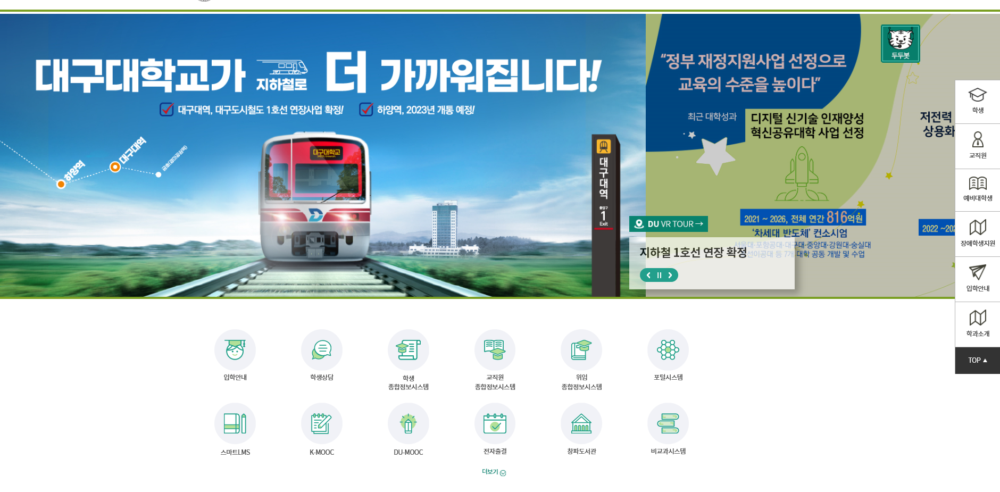 대구대학교가 지하철로 더 가까워집니다!
대구대역, 대구도시철도 1호선 연장사업 확정! 하양역, 2023년 개통 예정!
하양역
대구대역
금호(경마공원역)
대구대학교
대구대역
출입구
1
Exit
“정부 재정지원사업 선정으로
교육의 수준을 높이다”
최근 대학성과
디지털 신기술 인재양성
혁신공유대학 사업 선정
2021 ~ 2026, 전체 연간 816억원
‘차세대 반도체’ 컨소시엄
서울대·포항공대·대구대·중앙대·강원대·숭실대
대학 공동 개발 및 수업
저전력
상용화
2022 ~202
두두봇
DU VR TOUR →
지하철 1호선 연장 확정
학생
교직원
예비대학생
장애학생지원
입학안내
학과소개
TOP ▲
입학안내
학생상담
학생
종합정보시스템
교직원
종합정보시스템
위임
종합정보시스템
포털시스템
스마트LMS
K-MOOC
DU-MOOC
전자출결
창파도서관
비교과시스템
더보기